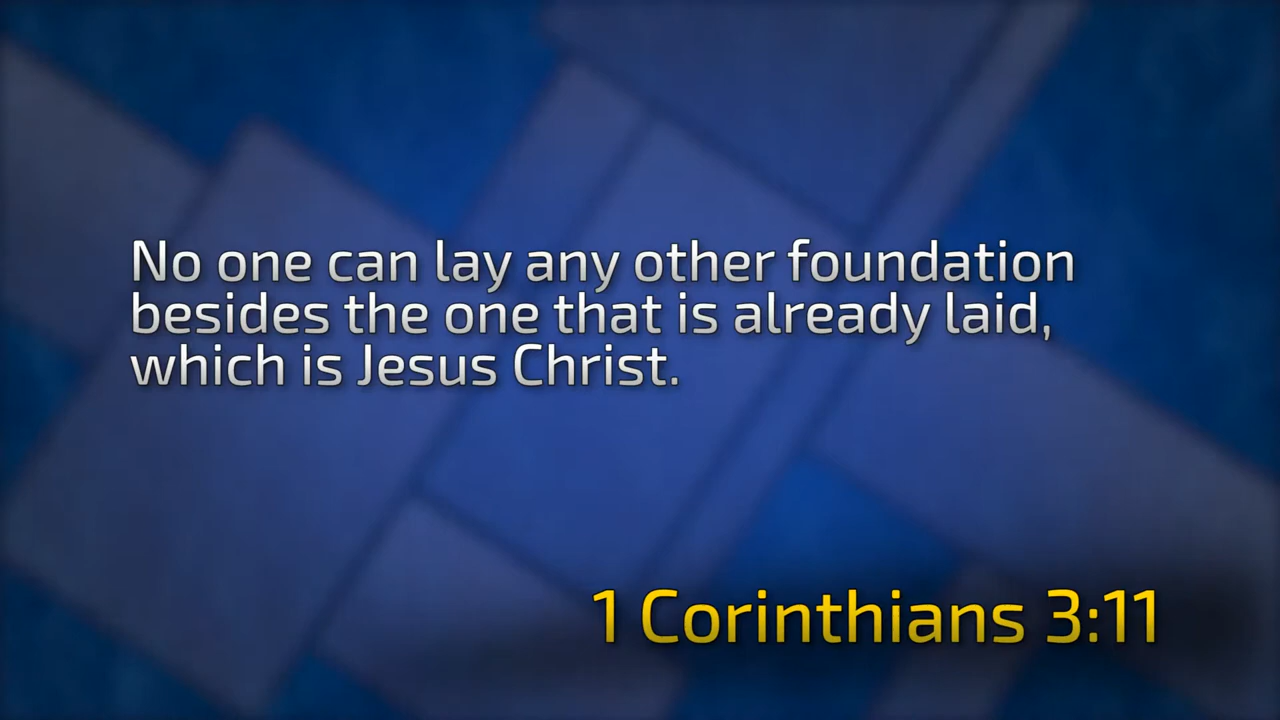 No one can lay any other foundation
besides the one that is already laid,
which is Jesus Christ.
1 Corinthians 3:11